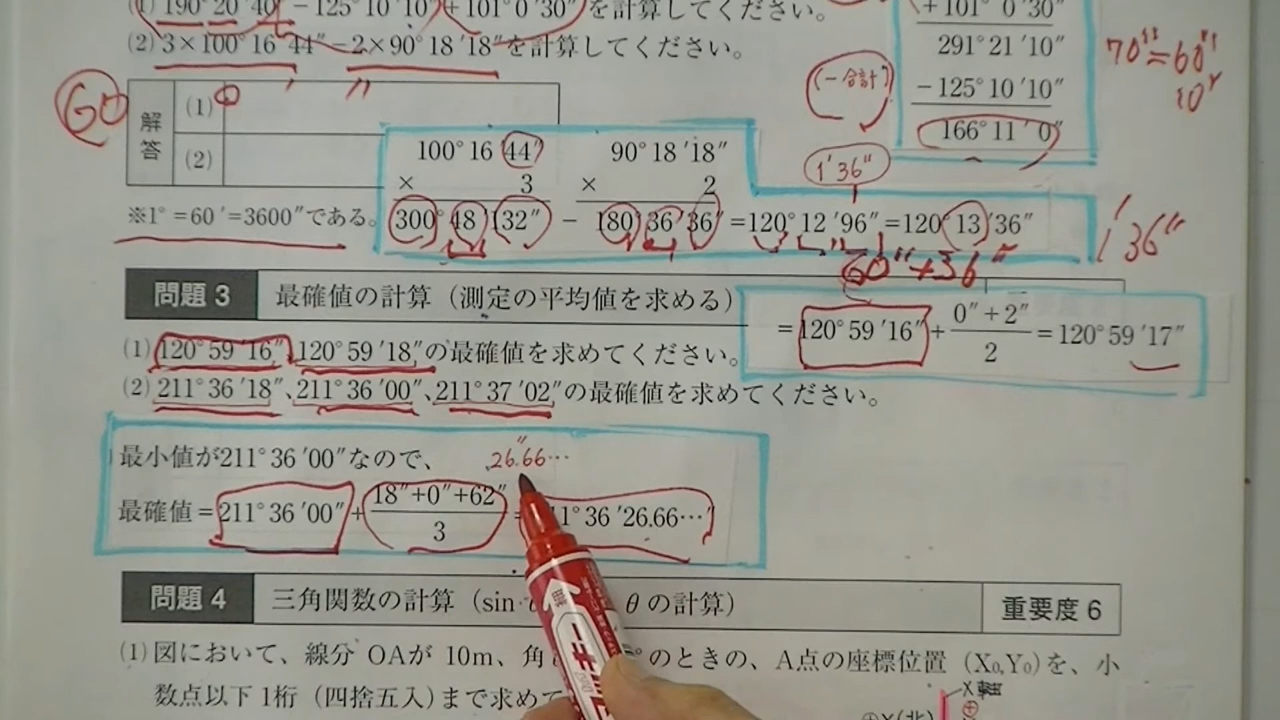 (1) 190° 20 ′40″ −125° 10 ′10″ +101° 0 ′30″ を計算してください。
(2) 3×100° 16 ′44″−2×90° 18 ′18″を計算してください。
+101° 0 ′30″
291° 21 ′10″
−125° 10 ′10″
166° 11 ′ 0″
70″=60″
10″
(−合計)
60
解答
(1)
(2)
° ′ ″
100° 16 ′44″
× 3
300° 48 ′132″
−
90° 18 ′18″
× 2
180° 36 ′36″
=120° 12 ′96″=120° 13 ′36″
1′36″
60″+36″
1′36″
※1°=60 ′=3600″である。
問題 3 最確値の計算（測定の平均値を求める）
(1) 120° 59 ′16″、120° 59 ′18″の最確値を求めてください。
=120° 59 ′16″+ 0″+2″ / 2 =120° 59 ′17″
(2) 211° 36 ′18″、211° 36 ′00″、211° 37 ′02″の最確値を求めてください。
最小値が211° 36 ′00″なので、
26.″66…
最確値=211° 36 ′00″+ 18″+0″+62″ / 3 = 11° 36 ′26.66…″
問題 4 三角関数の計算（sin θの計算） 重要度 6
(1) 図において、線分 OAが 10m、角 °のときの、A点の座標位置（X₀,Y₀）を、小
数点以下 1桁（四捨五入）まで求めて
X軸
X(北)